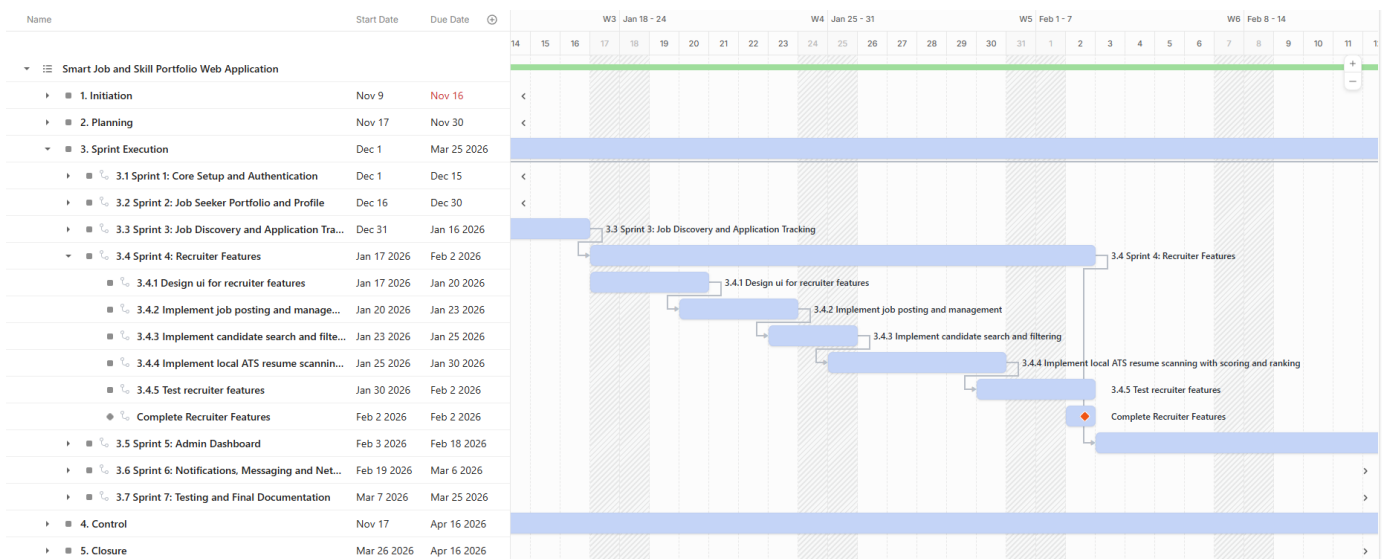 Name Start Date Due Date W3 Jan 18 - 24 W4 Jan 25 - 31 W5 Feb 1 - 7 W6 Feb 8 - 14
14 15 16 17 18 19 20 21 22 23 24 25 26 27 28 29 30 31 1 2 3 4 5 6 7 8 9 10 11
Smart Job and Skill Portfolio Web Application
1. Initiation Nov 9 Nov 16
2. Planning Nov 17 Nov 30
3. Sprint Execution Dec 1 Mar 25 2026
3.1 Sprint 1: Core Setup and Authentication Dec 1 Dec 15
3.2 Sprint 2: Job Seeker Portfolio and Profile Dec 16 Dec 30
3.3 Sprint 3: Job Discovery and Application Tra... Dec 31 Jan 16 2026 3.3 Sprint 3: Job Discovery and Application Tracking
3.4 Sprint 4: Recruiter Features Jan 17 2026 Feb 2 2026 3.4 Sprint 4: Recruiter Features
3.4.1 Design ui for recruiter features Jan 17 2026 Jan 20 2026 3.4.1 Design ui for recruiter features
3.4.2 Implement job posting and manage... Jan 20 2026 Jan 23 2026 3.4.2 Implement job posting and management
3.4.3 Implement candidate search and filte... Jan 23 2026 Jan 25 2026 3.4.3 Implement candidate search and filtering
3.4.4 Implement local ATS resume scannin... Jan 25 2026 Jan 30 2026 3.4.4 Implement local ATS resume scanning with scoring and ranking
3.4.5 Test recruiter features Jan 30 2026 Feb 2 2026 3.4.5 Test recruiter features
Complete Recruiter Features Feb 2 2026 Feb 2 2026 Complete Recruiter Features
3.5 Sprint 5: Admin Dashboard Feb 3 2026 Feb 18 2026
3.6 Sprint 6: Notifications, Messaging and Net... Feb 19 2026 Mar 6 2026
3.7 Sprint 7: Testing and Final Documentation Mar 7 2026 Mar 25 2026
4. Control Nov 17 Apr 16 2026
5. Closure Mar 26 2026 Apr 16 2026